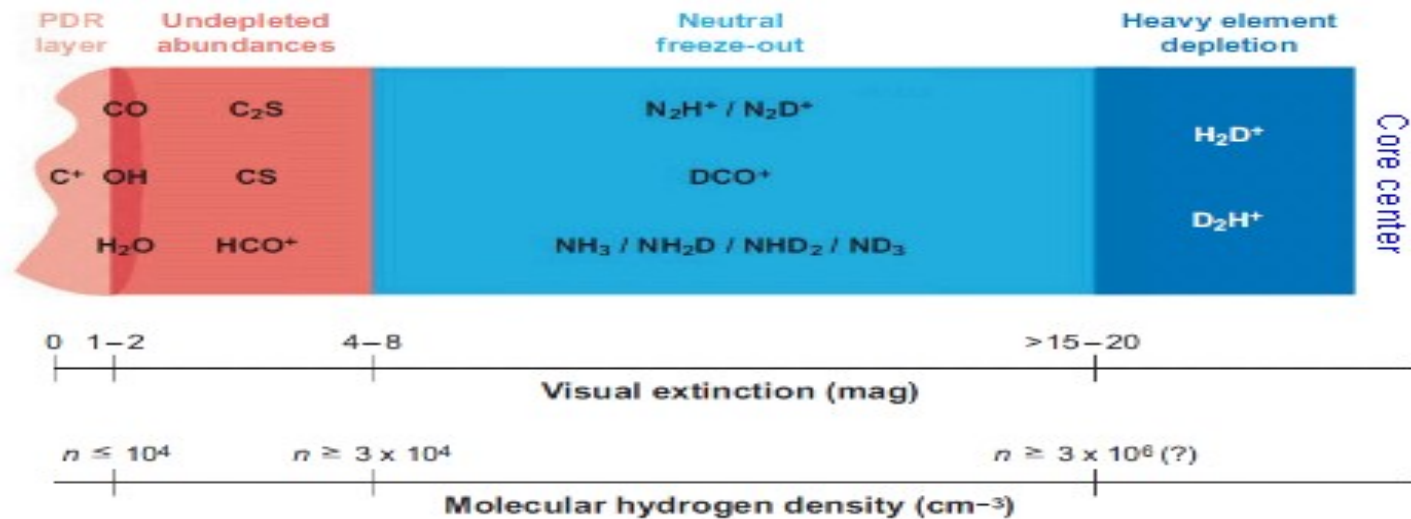 PDR layer
Undepleted abundances
Neutral freeze-out
Heavy element depletion
CO C₂S N₂H⁺ / N₂D⁺
H₂D⁺
C⁺ OH CS DCO⁺
D₂H⁺
H₂O HCO⁺ NH₃ / NH₂D / NHD₂ / ND₃
Core center
0 1–2 4–8 >15–20
Visual extinction (mag)
n ≤ 10⁴ n ≥ 3 x 10⁴ n ≥ 3 x 10⁶ (?)
Molecular hydrogen density (cm⁻³)